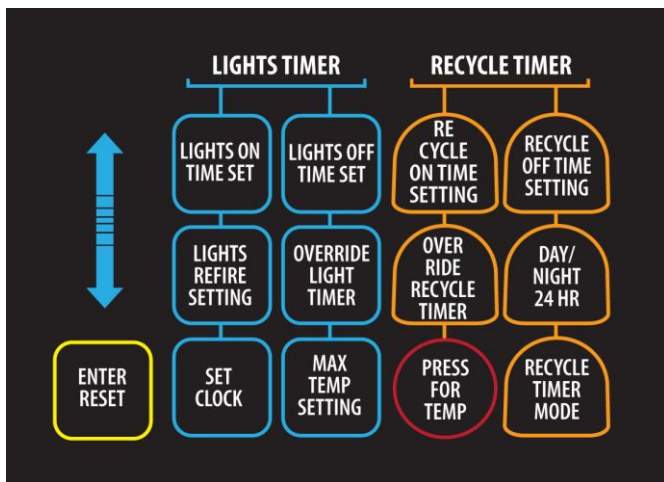 LIGHTS TIMER
RECYCLE TIMER
LIGHTS ON
TIME SET
LIGHTS OFF
TIME SET
RE
CYCLE
ON TIME
SETTING
RECYCLE
OFF TIME
SETTING
LIGHTS
REFIRE
SETTING
OVERRIDE
LIGHT
TIMER
OVER
RIDE
RECYCLE
TIMER
DAY/
NIGHT
24 HR
ENTER
RESET
SET
CLOCK
MAX
TEMP
SETTING
PRESS
FOR
TEMP
RECYCLE
TIMER
MODE